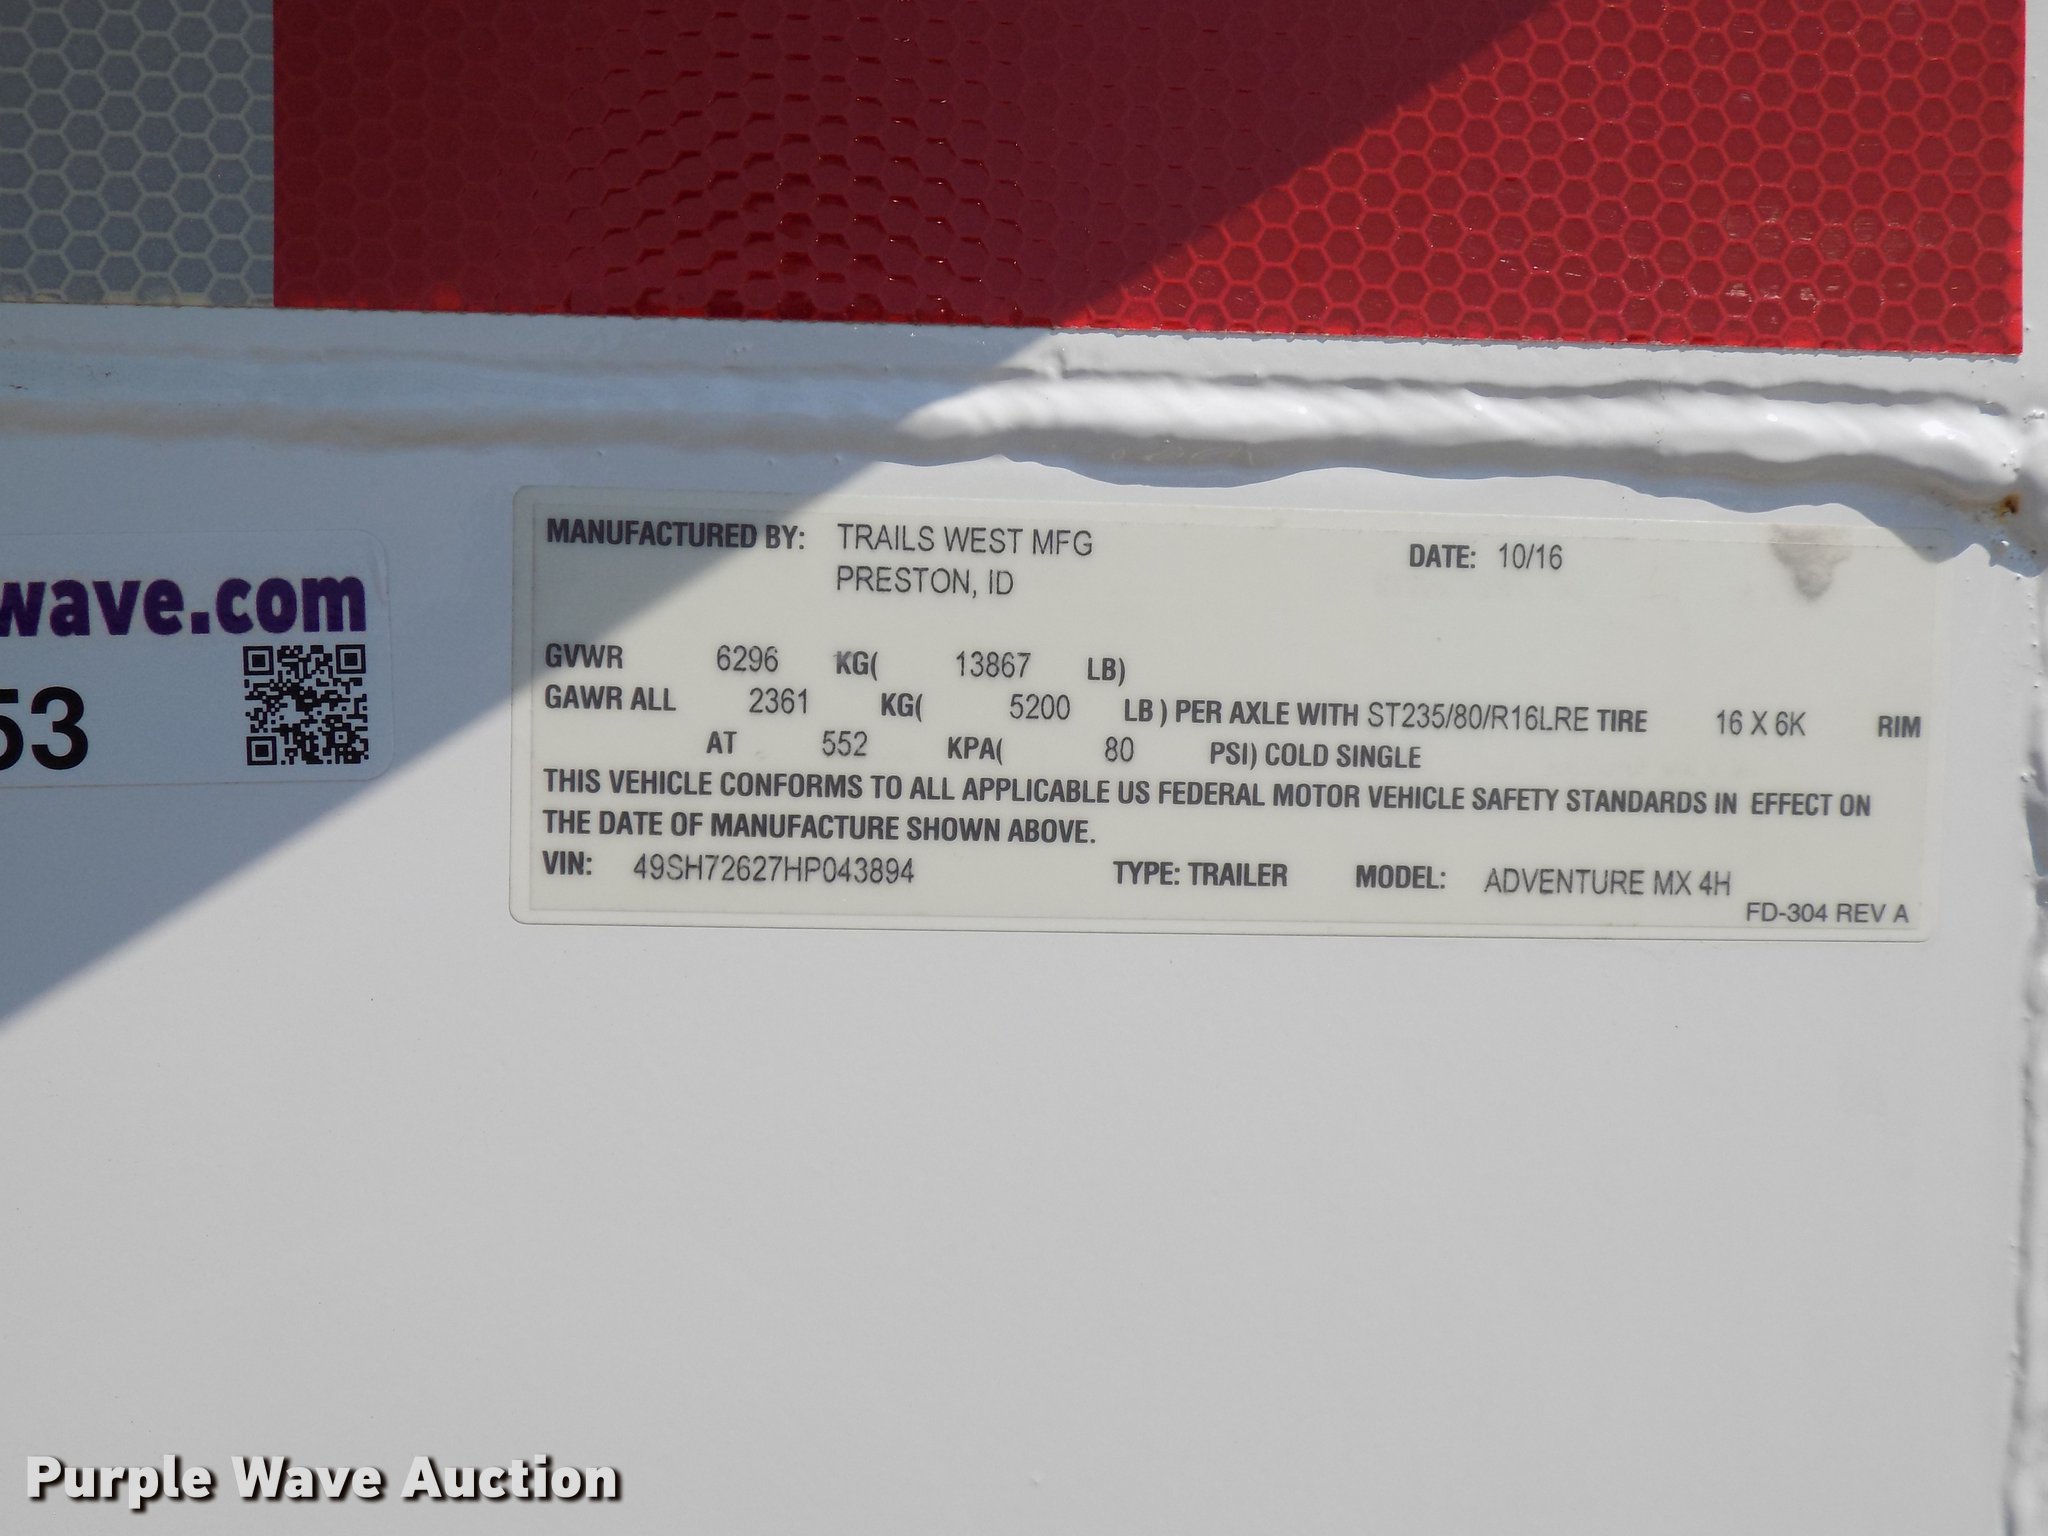 wave.com
53
MANUFACTURED BY: TRAILS WEST MFG DATE: 10/16
PRESTON, ID
GVWR 6296 KG( 13867 LB)
GAWR ALL 2361 KG( 5200 LB ) PER AXLE WITH ST235/80/R16LRE TIRE 16 X 6K RIM
AT 552 KPA( 80 PSI) COLD SINGLE
THIS VEHICLE CONFORMS TO ALL APPLICABLE US FEDERAL MOTOR VEHICLE SAFETY STANDARDS IN EFFECT ON
THE DATE OF MANUFACTURE SHOWN ABOVE.
VIN: 49SH72627HP043894 TYPE: TRAILER MODEL: ADVENTURE MX 4H
FD-304 REV A
Purple Wave Auction